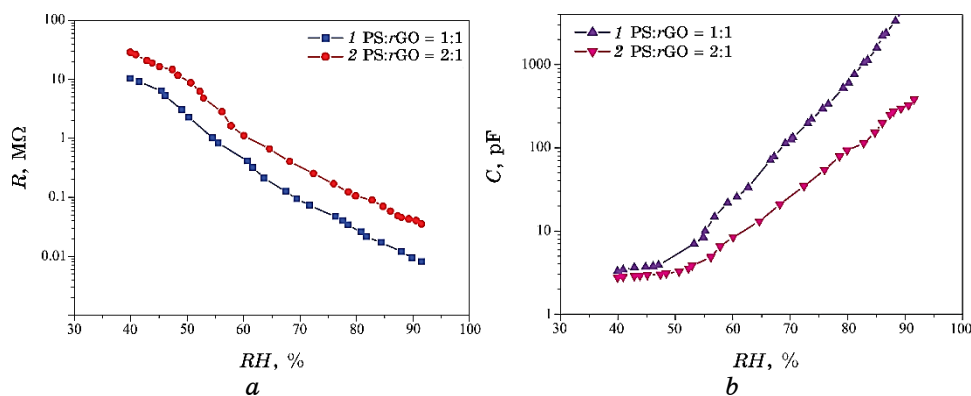 100
10
1
0.1
0.01
R, MΩ
1 PS:rGO = 1:1
2 PS:rGO = 2:1
30 40 50 60 70 80 90 100
RH, %
a
1000
100
10
1
C, pF
1 PS:rGO = 1:1
2 PS:rGO = 2:1
30 40 50 60 70 80 90 100
RH, %
b